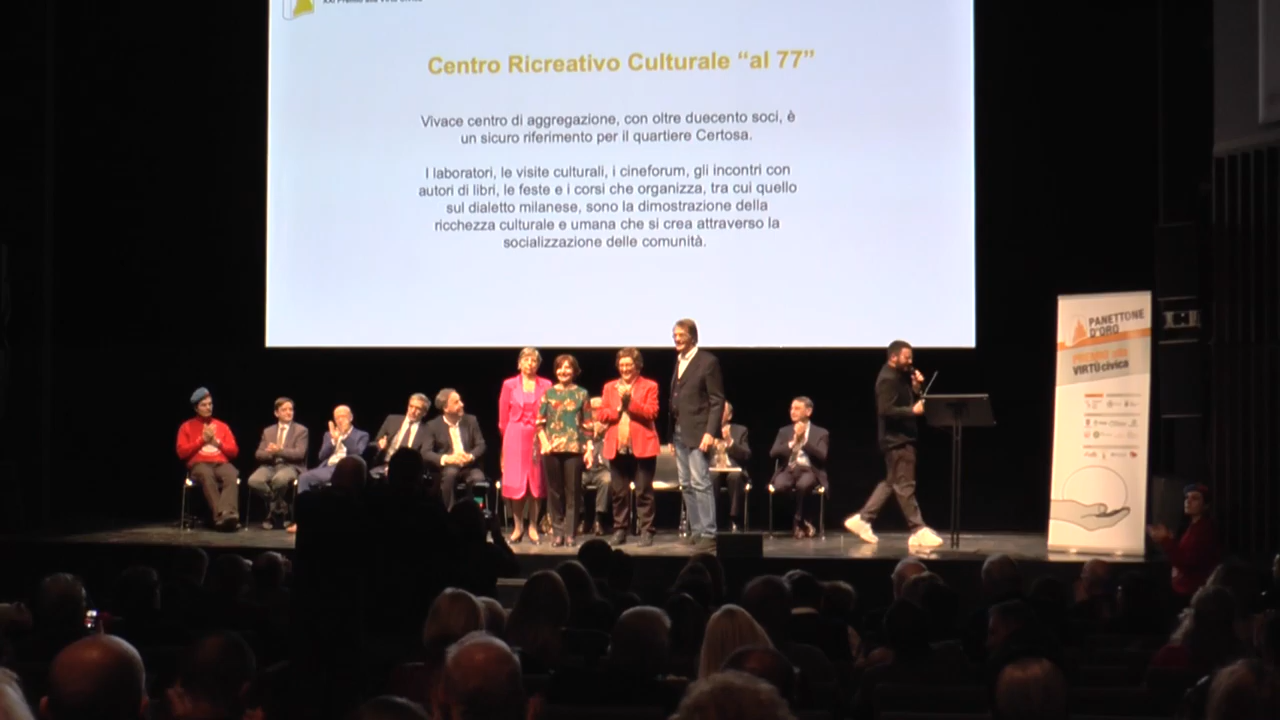 Centro Ricreativo Culturale “al 77”
Vivace centro di aggregazione, con oltre duecento soci, è
un sicuro riferimento per il quartiere Certosa.
I laboratori, le visite culturali, i cineforum, gli incontri con
autori di libri, le feste e i corsi che organizza, tra cui quello
sul dialetto milanese, sono la dimostrazione della
ricchezza culturale e umana che si crea attraverso la
socializzazione delle comunità.
PANETTONE
D'ORO
PREMIO alla
VIRTÙ civica